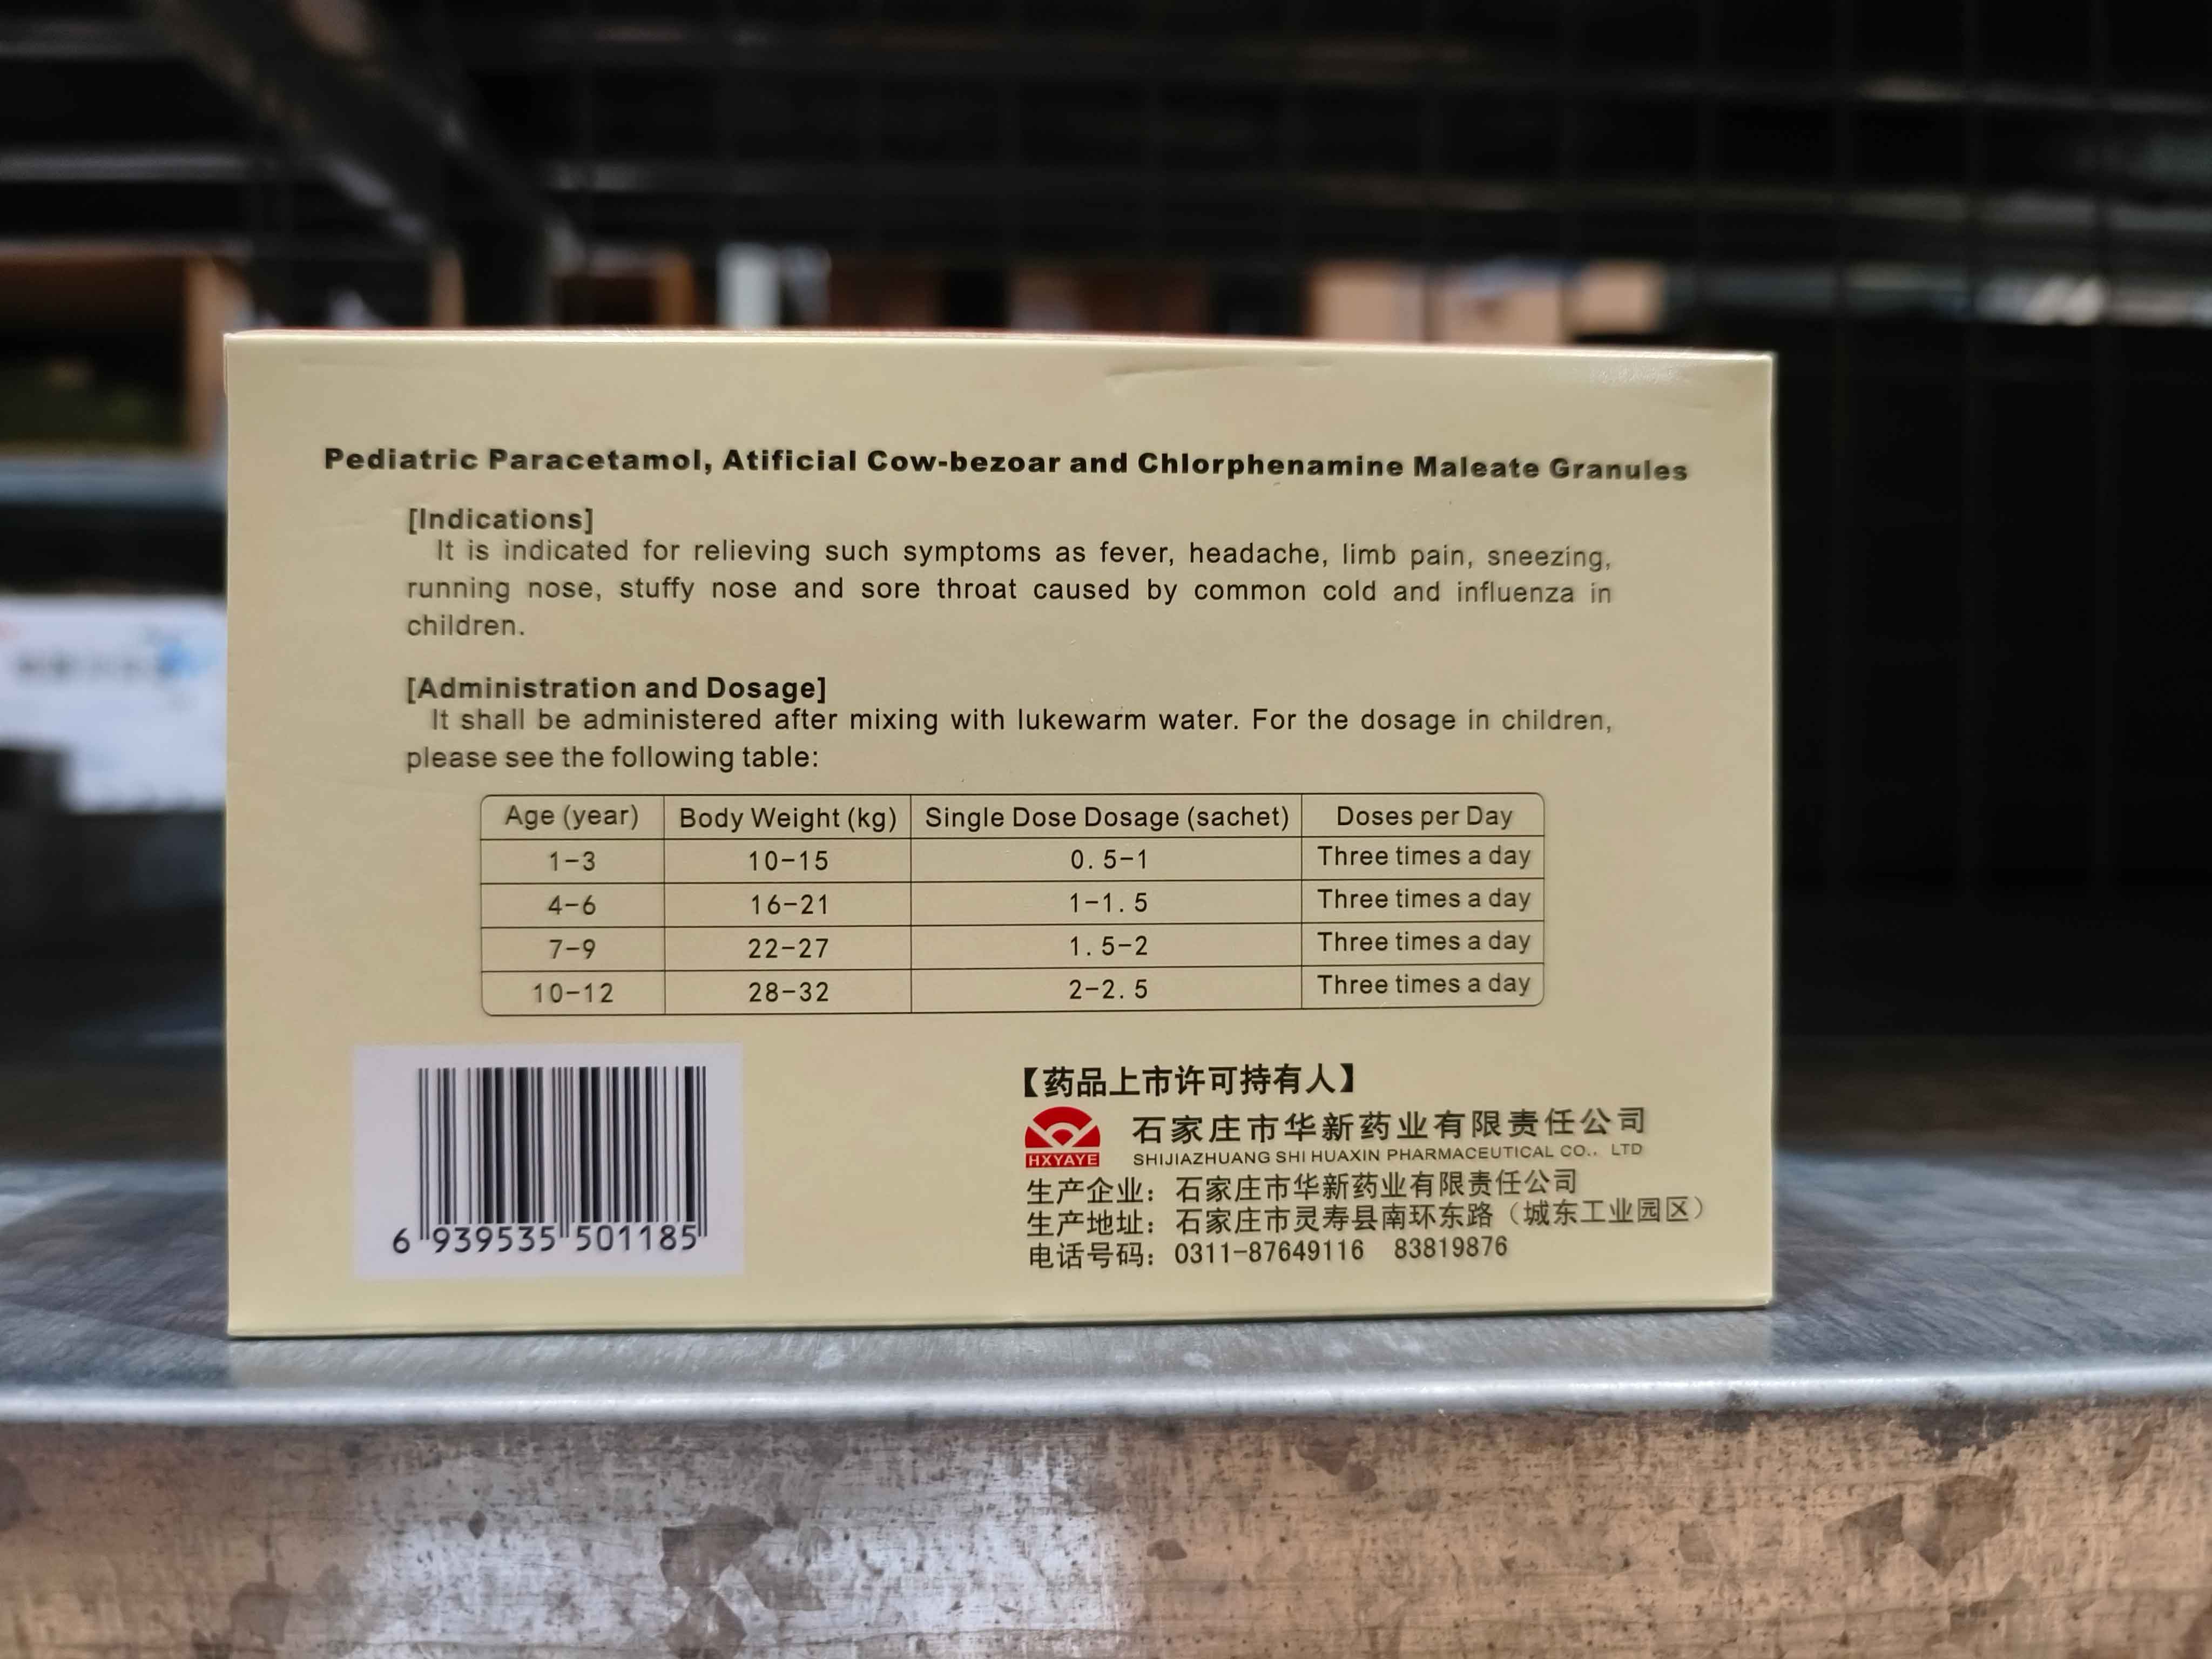 Pediatric Paracetamol, Atificial Cow-bezoar and Chlorphenamine Maleate Granules
[Indications]
It is indicated for relieving such symptoms as fever, headache, limb pain, sneezing,
running nose, stuffy nose and sore throat caused by common cold and influenza in
children.
[Administration and Dosage]
It shall be administered after mixing with lukewarm water. For the dosage in children,
please see the following table:
Age (year) Body Weight (kg) Single Dose Dosage (sachet) Doses per Day
1-3 10-15 0.5-1 Three times a day
4-6 16-21 1-1.5 Three times a day
7-9 22-27 1.5-2 Three times a day
10-12 28-32 2-2.5 Three times a day
6 939535 501185
【药品上市许可持有人】
HXYAYE
石家庄市华新药业有限责任公司
SHIJIAZHUANG SHI HUAXIN PHARMACEUTICAL CO.. LTD
生产企业：石家庄市华新药业有限责任公司
生产地址：石家庄市灵寿县南环东路（城东工业园区）
电话号码：0311-87649116 83819876